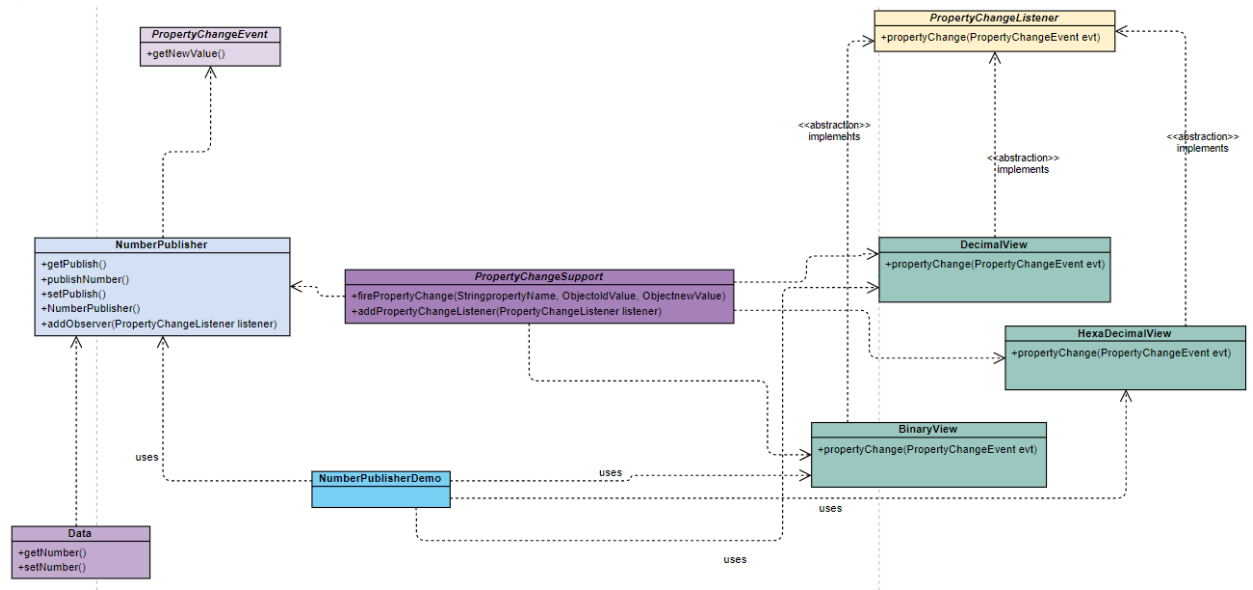 PropertyChangeEvent
+getNewValue()
PropertyChangeListener
+propertyChange(PropertyChangeEvent evt)
<<abstraction>>
implements
<<abstraction>>
implements
<<abstraction>>
implements
NumberPublisher
+getPublish()
+publishNumber()
+setPublish()
+NumberPublisher()
+addObserver(PropertyChangeListener listener)
PropertyChangeSupport
+firePropertyChange(StringpropertyName, ObjectoldValue, ObjectnewValue)
+addPropertyChangeListener(PropertyChangeListener listener)
DecimalView
+propertyChange(PropertyChangeEvent evt)
HexaDecimalView
+propertyChange(PropertyChangeEvent evt)
BinaryView
+propertyChange(PropertyChangeEvent evt)
uses
NumberPublisherDemo
uses
uses
uses
Data
+getNumber()
+setNumber()